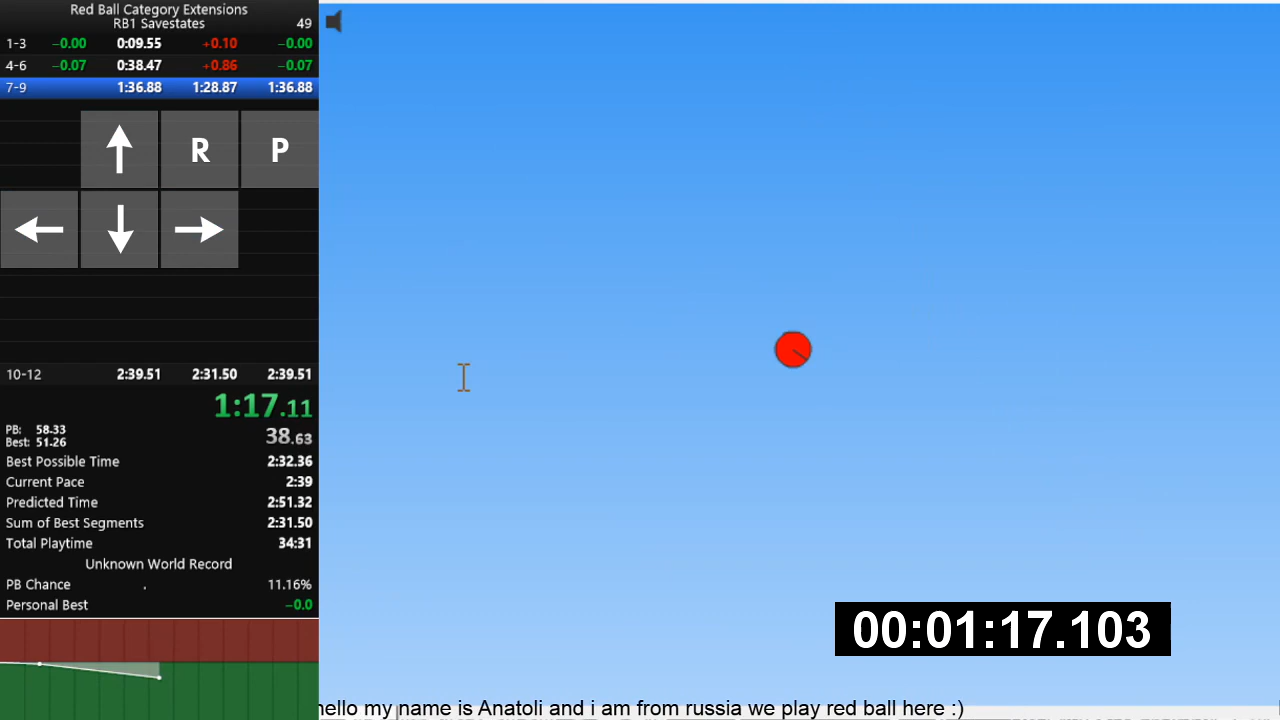 Red Ball Category Extensions
RB1 Savestates 49
1-3 −0.00 0:09.55 +0.10 −0.00
4-6 −0.07 0:38.47 +0.86 −0.07
7-9 1:36.88 1:28.87 1:36.88
R P
10-12 2:39.51 2:31.50 2:39.51
1:17.11
PB: 58.33
Best: 51.26
38.63
Best Possible Time 2:32.36
Current Pace 2:39
Predicted Time 2:51.32
Sum of Best Segments 2:31.50
Total Playtime 34:31
Unknown World Record
PB Chance 11.16%
Personal Best −0.0
00:01:17.103
hello my name is Anatoli and i am from russia we play red ball here :)